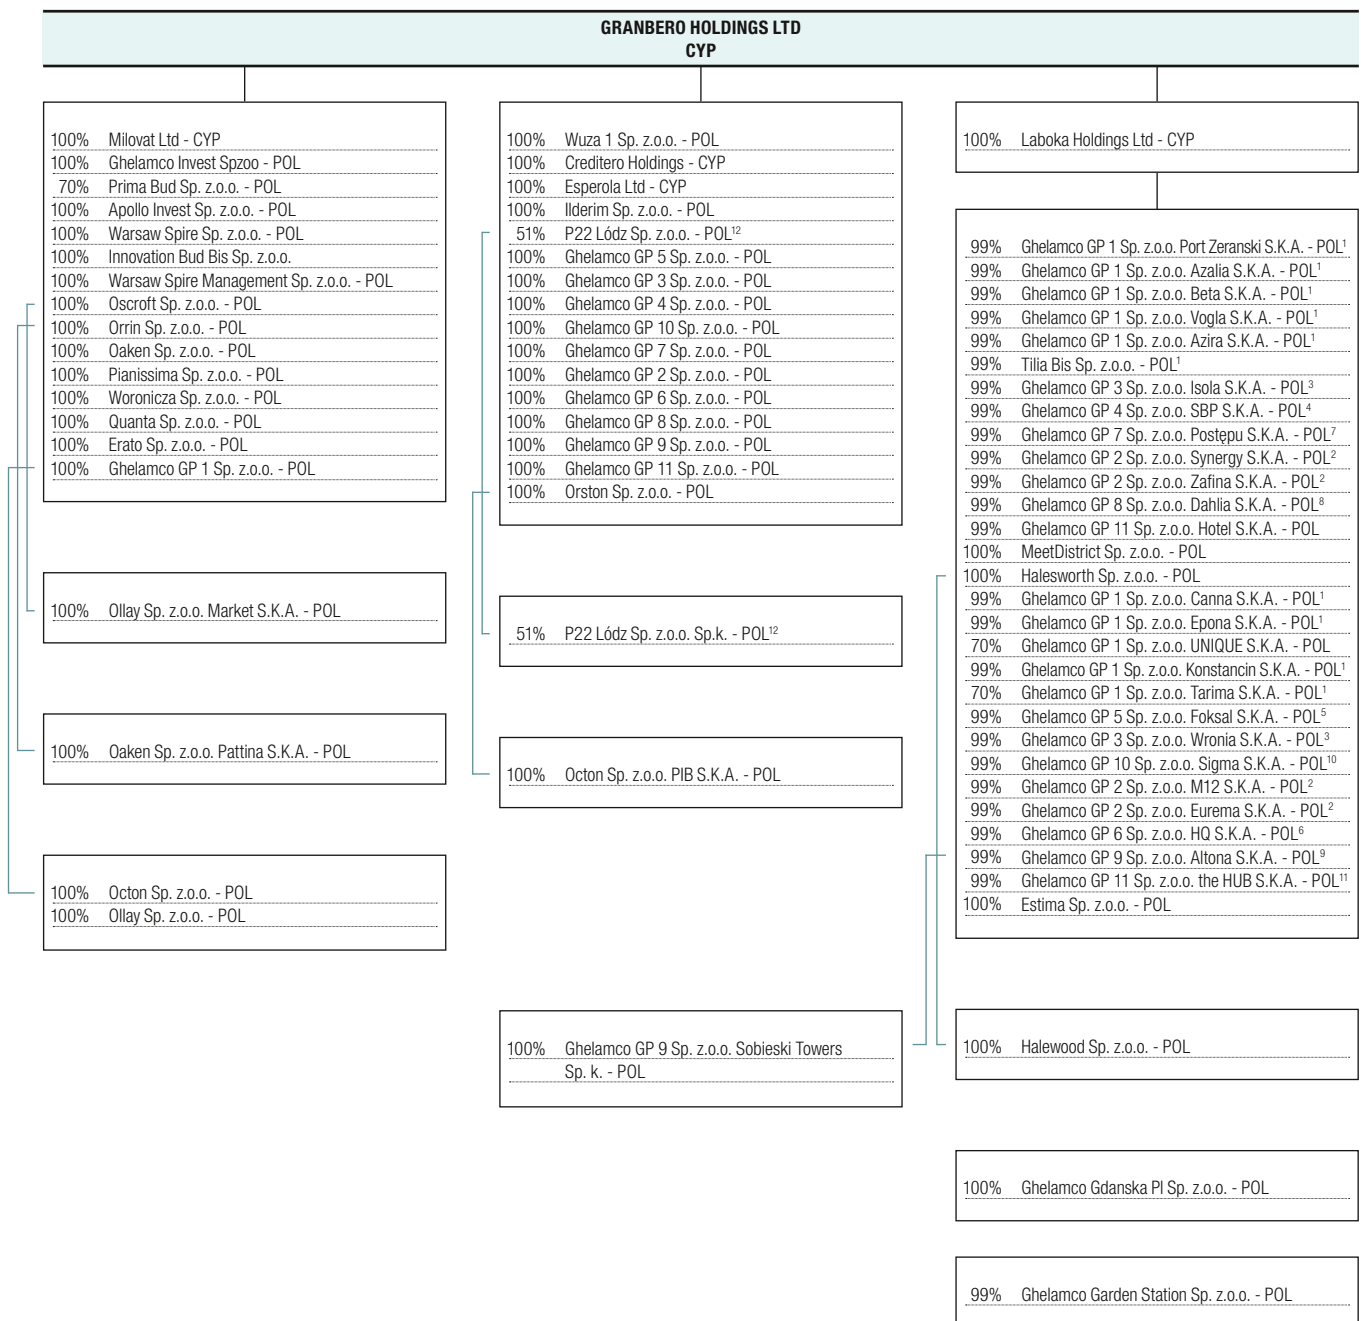 GRANBERO HOLDINGS LTD
CYP
100% Milovat Ltd - CYP
100% Ghelamco Invest Spzoo - POL
70% Prima Bud Sp. z.o.o. - POL
100% Apollo Invest Sp. z.o.o. - POL
100% Warsaw Spire Sp. z.o.o. - POL
100% Innovation Bud Bis Sp. z.o.o.
100% Warsaw Spire Management Sp. z.o.o. - POL
100% Oscroft Sp. z.o.o. - POL
100% Orrin Sp. z.o.o. - POL
100% Oaken Sp. z.o.o. - POL
100% Pianissima Sp. z.o.o. - POL
100% Woronicza Sp. z.o.o. - POL
100% Quanta Sp. z.o.o. - POL
100% Erato Sp. z.o.o. - POL
100% Ghelamco GP 1 Sp. z.o.o. - POL
100% Ollay Sp. z.o.o. Market S.K.A. - POL
100% Oaken Sp. z.o.o. Pattina S.K.A. - POL
100% Octon Sp. z.o.o. - POL
100% Ollay Sp. z.o.o. - POL
100% Wuza 1 Sp. z.o.o. - POL
100% Creditero Holdings - CYP
100% Esperola Ltd - CYP
100% Ilderim Sp. z.o.o. - POL
51% P22 Lódz Sp. z.o.o. - POL¹²
100% Ghelamco GP 5 Sp. z.o.o. - POL
100% Ghelamco GP 3 Sp. z.o.o. - POL
100% Ghelamco GP 4 Sp. z.o.o. - POL
100% Ghelamco GP 10 Sp. z.o.o. - POL
100% Ghelamco GP 7 Sp. z.o.o. - POL
100% Ghelamco GP 2 Sp. z.o.o. - POL
100% Ghelamco GP 6 Sp. z.o.o. - POL
100% Ghelamco GP 8 Sp. z.o.o. - POL
100% Ghelamco GP 9 Sp. z.o.o. - POL
100% Ghelamco GP 11 Sp. z.o.o. - POL
100% Orston Sp. z.o.o. - POL
51% P22 Lódz Sp. z.o.o. Sp.k. - POL¹²
100% Octon Sp. z.o.o. PIB S.K.A. - POL
100% Ghelamco GP 9 Sp. z.o.o. Sobieski Towers
Sp. k. - POL
100% Laboka Holdings Ltd - CYP
99% Ghelamco GP 1 Sp. z.o.o. Port Zeranski S.K.A. - POL¹
99% Ghelamco GP 1 Sp. z.o.o. Azalia S.K.A. - POL¹
99% Ghelamco GP 1 Sp. z.o.o. Beta S.K.A. - POL¹
99% Ghelamco GP 1 Sp. z.o.o. Vogla S.K.A. - POL¹
99% Ghelamco GP 1 Sp. z.o.o. Azira S.K.A. - POL¹
99% Tilia Bis Sp. z.o.o. - POL¹
99% Ghelamco GP 3 Sp. z.o.o. Isola S.K.A. - POL³
99% Ghelamco GP 4 Sp. z.o.o. SBP S.K.A. - POL⁴
99% Ghelamco GP 7 Sp. z.o.o. Postępu S.K.A. - POL⁷
99% Ghelamco GP 2 Sp. z.o.o. Synergy S.K.A. - POL²
99% Ghelamco GP 2 Sp. z.o.o. Zafina S.K.A. - POL²
99% Ghelamco GP 8 Sp. z.o.o. Dahlia S.K.A. - POL⁸
99% Ghelamco GP 11 Sp. z.o.o. Hotel S.K.A. - POL
100% MeetDistrict Sp. z.o.o. - POL
100% Halesworth Sp. z.o.o. - POL
99% Ghelamco GP 1 Sp. z.o.o. Canna S.K.A. - POL¹
99% Ghelamco GP 1 Sp. z.o.o. Epona S.K.A. - POL¹
70% Ghelamco GP 1 Sp. z.o.o. UNIQUE S.K.A. - POL
99% Ghelamco GP 1 Sp. z.o.o. Konstancin S.K.A. - POL¹
70% Ghelamco GP 1 Sp. z.o.o. Tarima S.K.A. - POL¹
99% Ghelamco GP 5 Sp. z.o.o. Foksal S.K.A. - POL⁵
99% Ghelamco GP 3 Sp. z.o.o. Wronia S.K.A. - POL³
99% Ghelamco GP 10 Sp. z.o.o. Sigma S.K.A. - POL¹⁰
99% Ghelamco GP 2 Sp. z.o.o. M12 S.K.A. - POL²
99% Ghelamco GP 2 Sp. z.o.o. Eurema S.K.A. - POL²
99% Ghelamco GP 6 Sp. z.o.o. HQ S.K.A. - POL⁶
99% Ghelamco GP 9 Sp. z.o.o. Altona S.K.A. - POL⁹
99% Ghelamco GP 11 Sp. z.o.o. the HUB S.K.A. - POL¹¹
100% Estima Sp. z.o.o. - POL
100% Halewood Sp. z.o.o. - POL
100% Ghelamco Gdanska PI Sp. z.o.o. - POL
99% Ghelamco Garden Station Sp. z.o.o. - POL